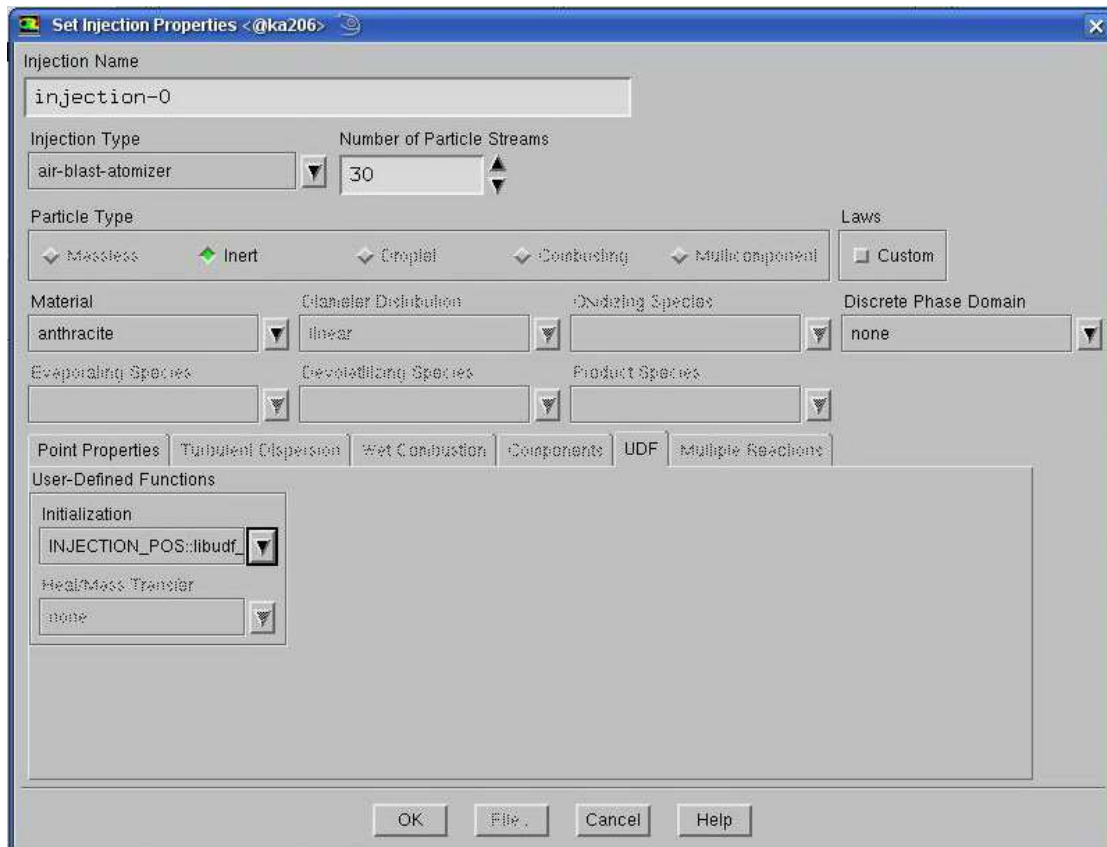 Set Injection Properties <@ka206>
Injection Name
injection-0
Injection Type
Number of Particle Streams
air-blast-atomizer
30
Particle Type
Laws
Massless
Inert
Droplet
Combusting
Multicomponent
Custom
Material
Diameter Distribution
Oxidizing Species
Discrete Phase Domain
anthracite
linear
none
Evaporating Species
Devolatilizing Species
Product Species
Point Properties
Turbulent Dispersion
Wet Combustion
Components
UDF
Multiple Reactions
User-Defined Functions
Initialization
INJECTION_POS::libudf_
Heat/Mass Transfer
none
OK
File .
Cancel
Help